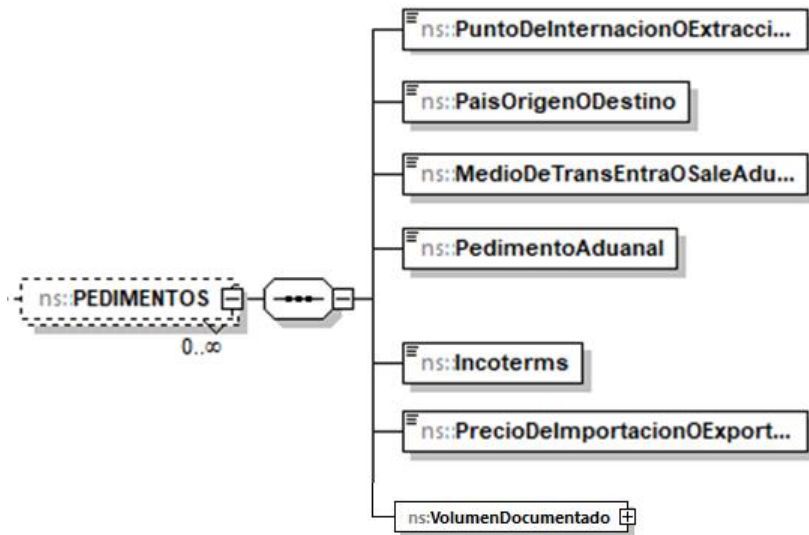 ns::PuntoDeInternacionOExtracci...
ns::PaisOrigenODestino
ns::MedioDeTransEntraOSaleAdu...
ns::PedimentoAduanal
ns::PEDIMENTOS
0..∞
ns::Incoterms
ns::PrecioDeImportacionOExport...
ns:VolumenDocumentado